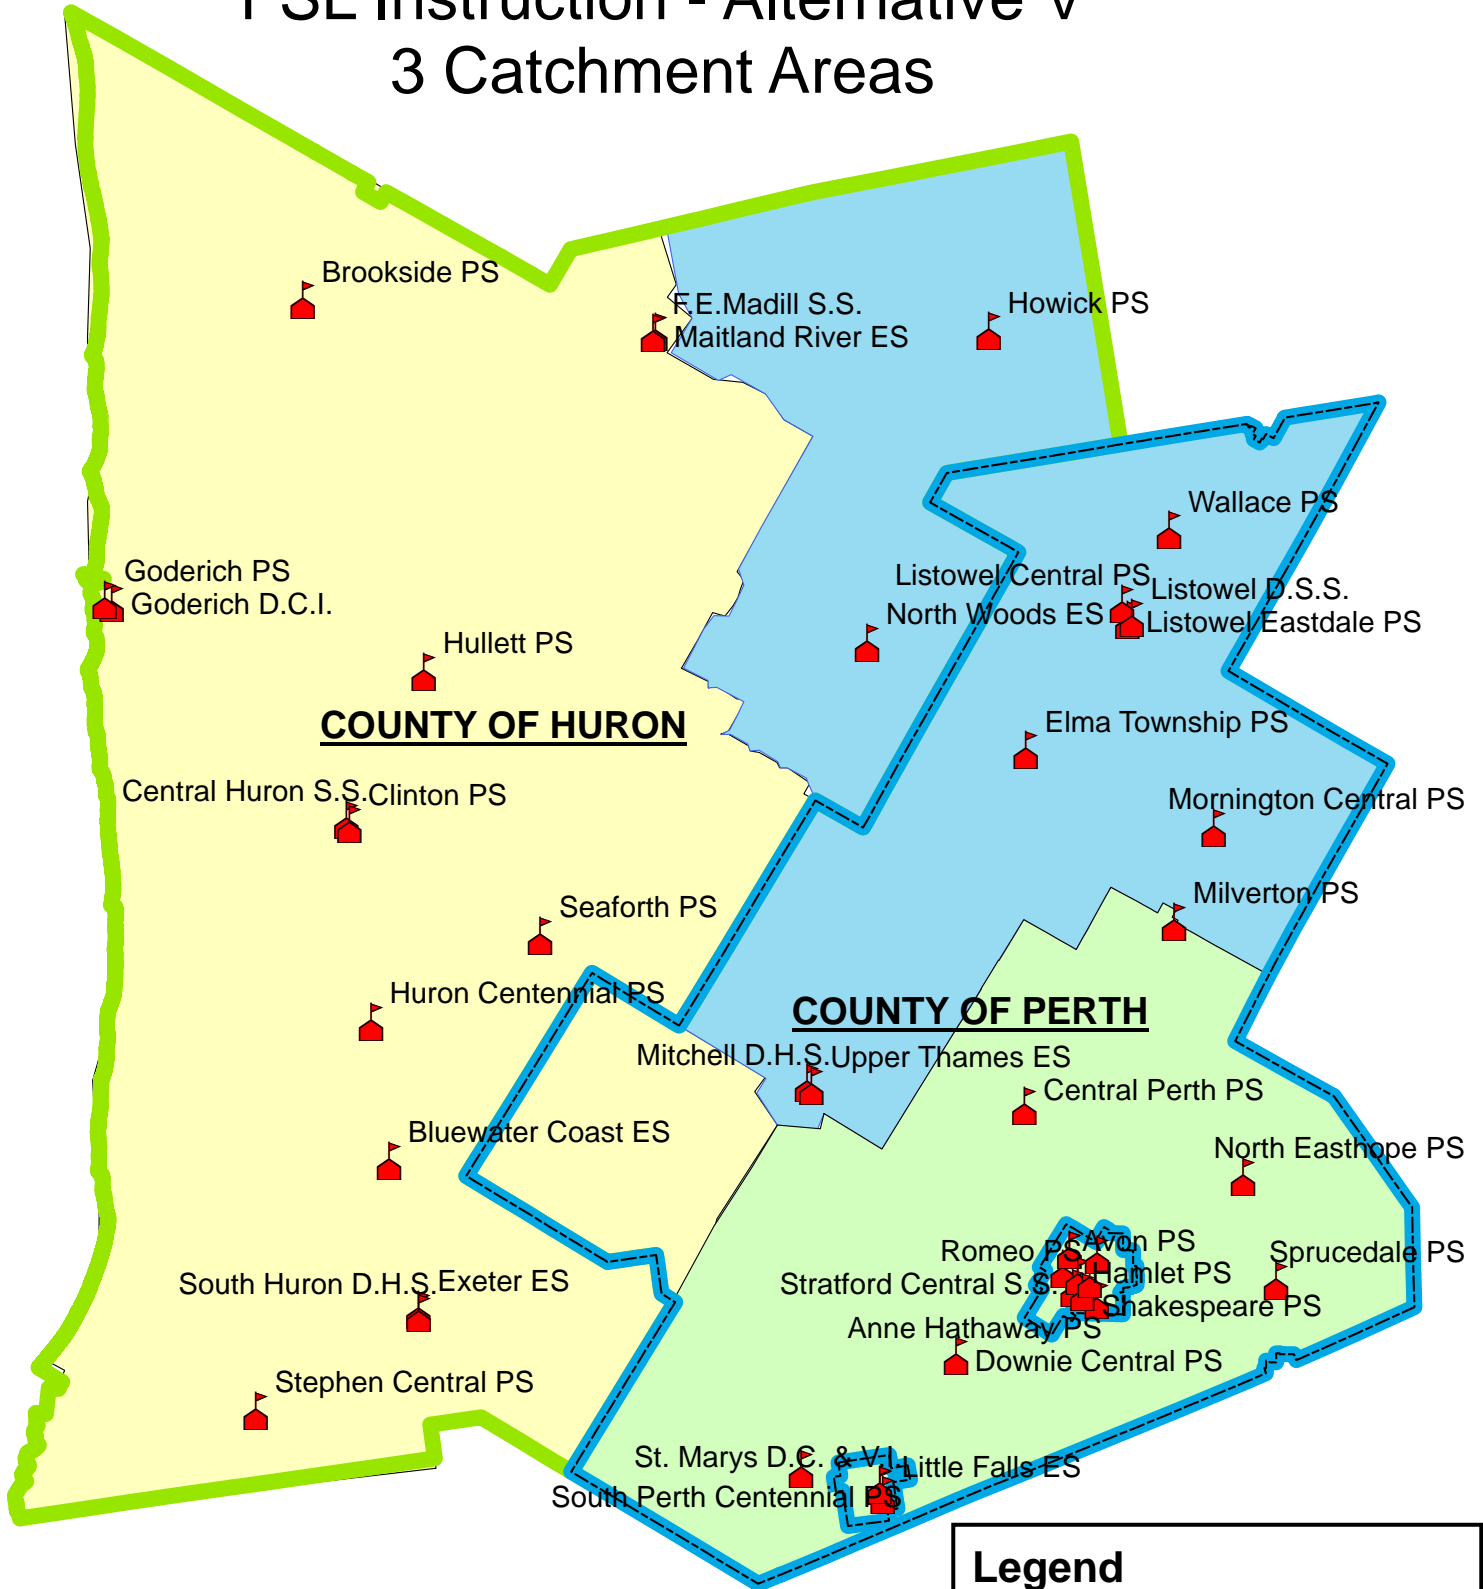 FSL Instruction - Alternative V
3 Catchment Areas
Brookside PS
F.E.Madill S.S.
Howick PS
Maitland River ES
Wallace PS
Goderich PS
Listowel Central PS
Listowel D.S.S.
Goderich D.C.I.
North Woods ES
Listowel Eastdale PS
Hullett PS
COUNTY OF HURON
Elma Township PS
Central Huron S.S.
Clinton PS
Mornington Central PS
Milverton PS
Seaforth PS
Huron Centennial PS
COUNTY OF PERTH
Mitchell D.H.S.
Upper Thames ES
Central Perth PS
Bluewater Coast ES
North Easthope PS
Romeo PS
Avon PS
Sprucedale PS
South Huron D.H.S.
Exeter ES
Stratford Central S.S.
Hamlet PS
Shakespeare PS
Anne Hathaway PS
Downie Central PS
Stephen Central PS
St. Marys D.C. & V.I.
Little Falls ES
South Perth Centennial PS
Legend